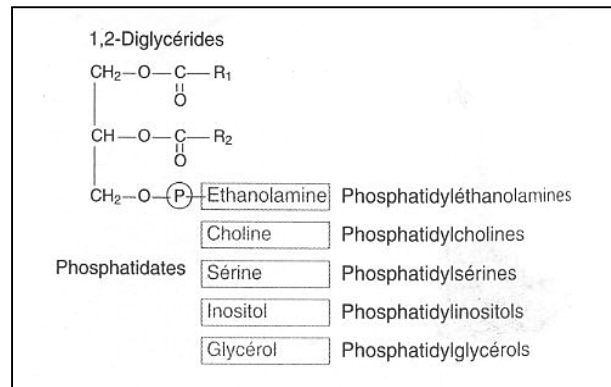 1,2-Diglycérides
CH₂—O—C—R₁
O
CH—O—C—R₂
O
CH₂—O—P—Ethanolamine Phosphatidyléthanolamines
Choline Phosphatidylcholines
Phosphatidates Sérine Phosphatidylsérines
Inositol Phosphatidylinositols
Glycérol Phosphatidylglycérols